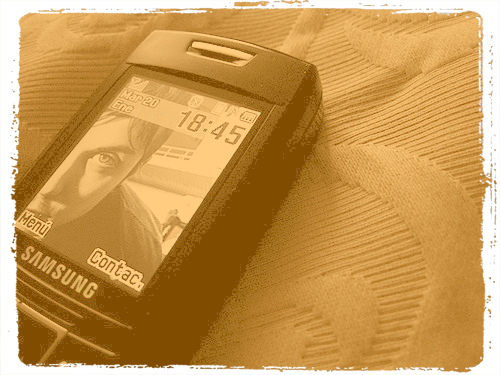 Mar 20
Ene
18:45
Menú
Contac.
SAMSUNG